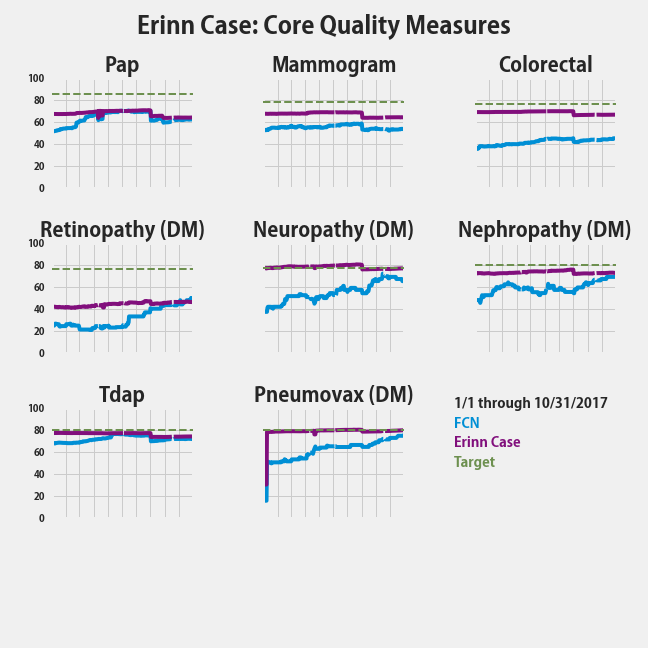 Erinn Case: Core Quality Measures
Pap
Mammogram
Colorectal
100
80
60
40
20
0
Retinopathy (DM)
Neuropathy (DM)
Nephropathy (DM)
100
80
60
40
20
0
Tdap
Pneumovax (DM)
100
80
60
40
20
0
1/1 through 10/31/2017
FCN
Erinn Case
Target